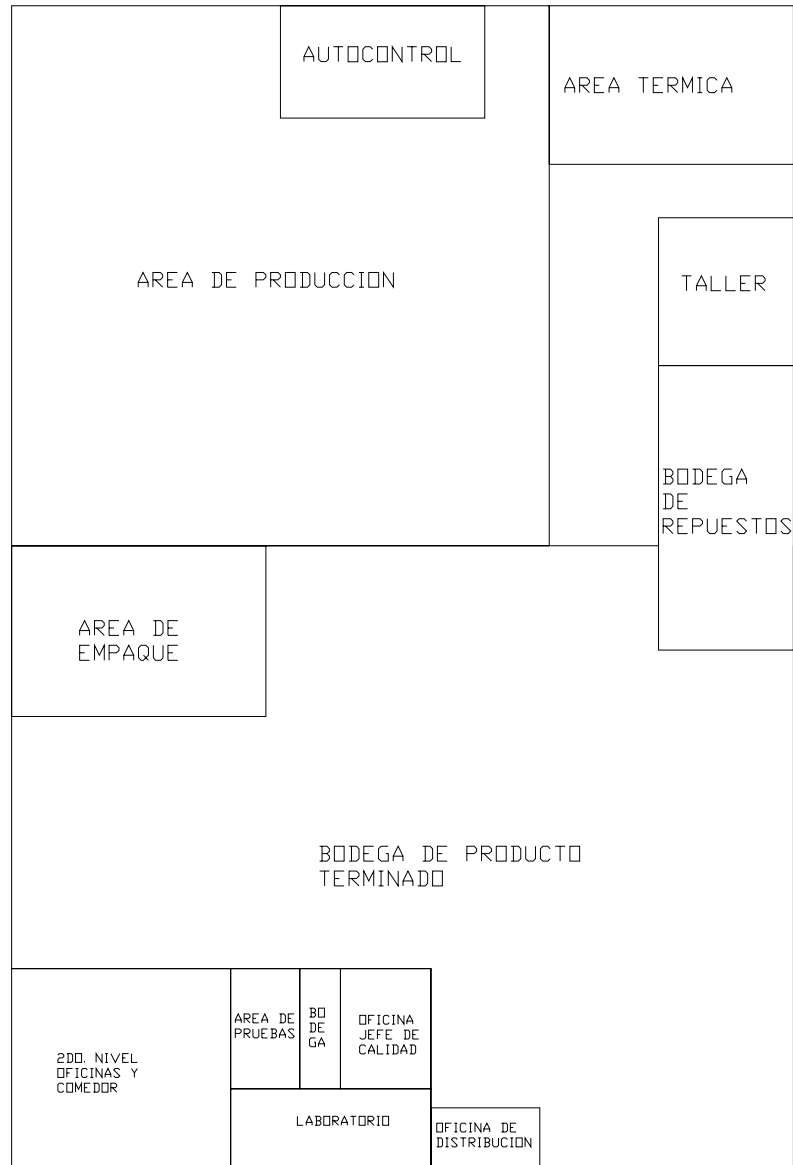 AUTOCONTROL
AREA TERMICA
AREA DE PRODUCCION
TALLER
BODEGA
DE
REPUESTOS
AREA DE
EMPAQUE
BODEGA DE PRODUCTO
TERMINADO
2DO. NIVEL
OFICINAS Y
COMEDOR
AREA DE
PRUEBAS
BO
DE
GA
OFICINA
JEFE DE
CALIDAD
LABORATORIO
OFICINA DE
DISTRIBUCION